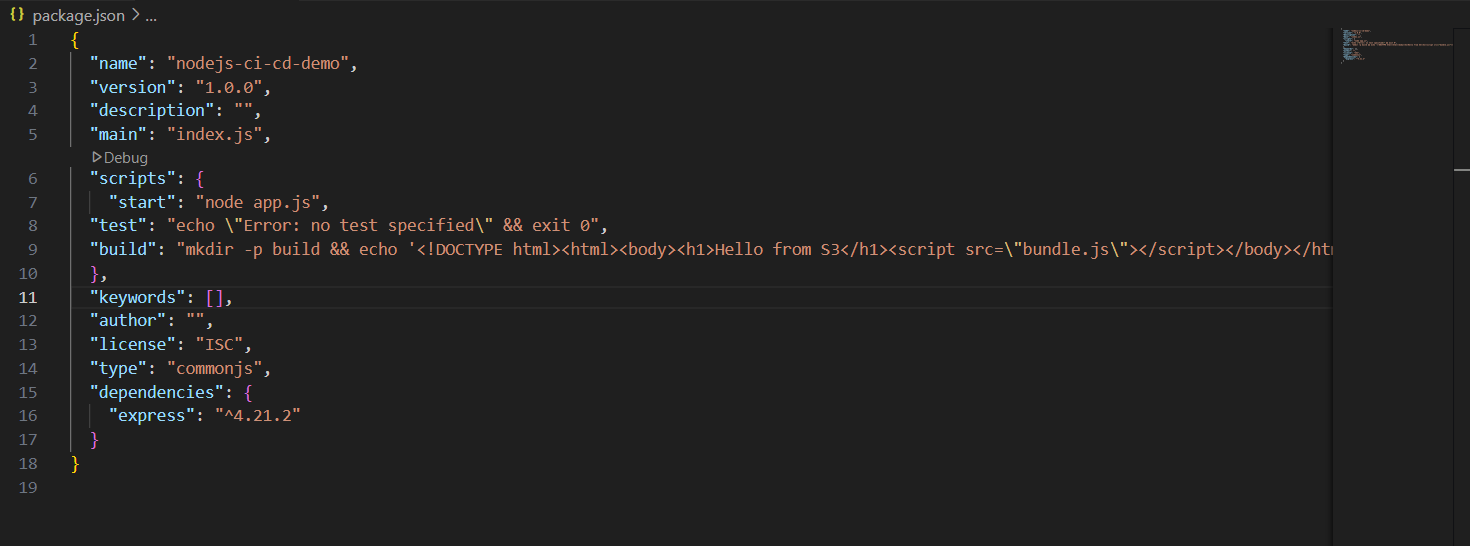 {} package.json > ...
1 {
2 "name": "nodejs-ci-cd-demo",
3 "version": "1.0.0",
4 "description": "",
5 "main": "index.js",
Debug
6 "scripts": {
7 "start": "node app.js",
8 "test": "echo \"Error: no test specified\" && exit 0",
9 "build": "mkdir -p build && echo '<!DOCTYPE html><html><body><h1>Hello from S3</h1><script src=\"bundle.js\"></script></body></htm
10 },
11 "keywords": [],
12 "author": "",
13 "license": "ISC",
14 "type": "commonjs",
15 "dependencies": {
16 "express": "^4.21.2"
17 }
18 }
19